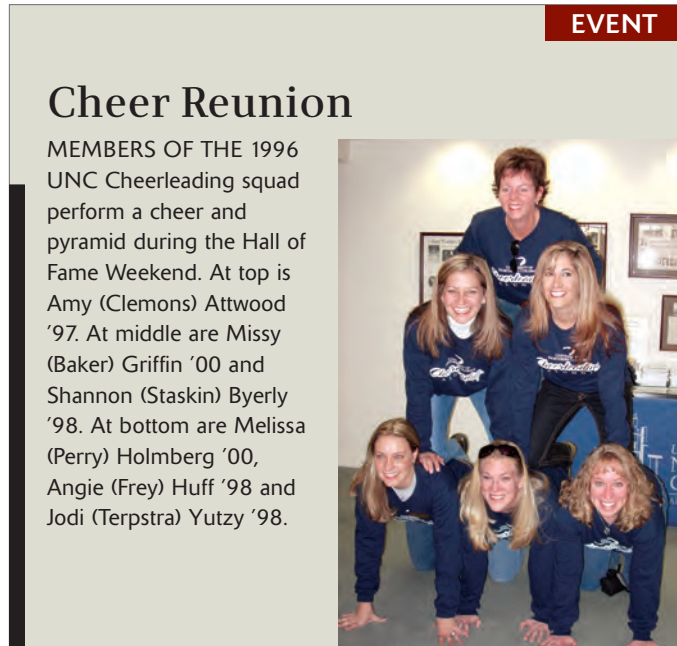 EVENT
Cheer Reunion
MEMBERS OF THE 1996
UNC Cheerleading squad
perform a cheer and
pyramid during the Hall of
Fame Weekend. At top is
Amy (Clemons) Attwood
’97. At middle are Missy
(Baker) Griffin ’00 and
Shannon (Staskin) Byerly
’98. At bottom are Melissa
(Perry) Holmberg ’00,
Angie (Frey) Huff ’98 and
Jodi (Terpstra) Yutzy ’98.
Cheerleading